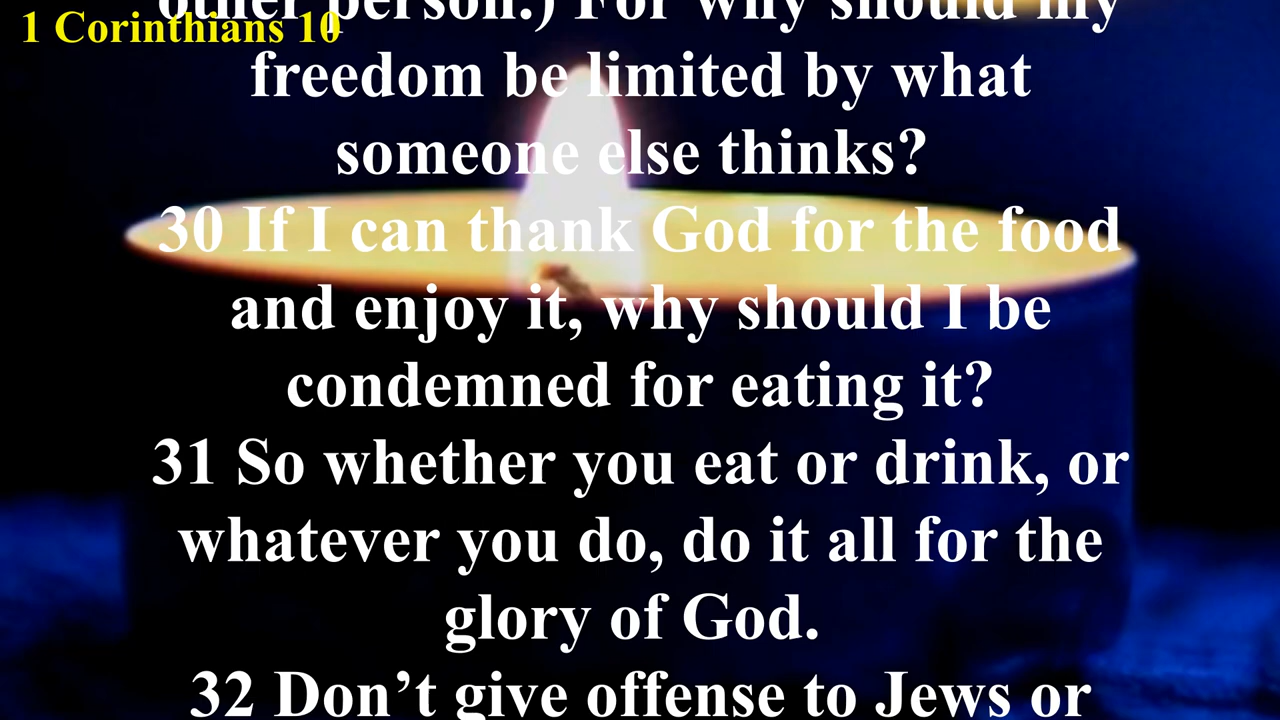 other person.) For why should my
1 Corinthians 10
freedom be limited by what
someone else thinks?
30 If I can thank God for the food
and enjoy it, why should I be
condemned for eating it?
31 So whether you eat or drink, or
whatever you do, do it all for the
glory of God.
32 Don’t give offense to Jews or